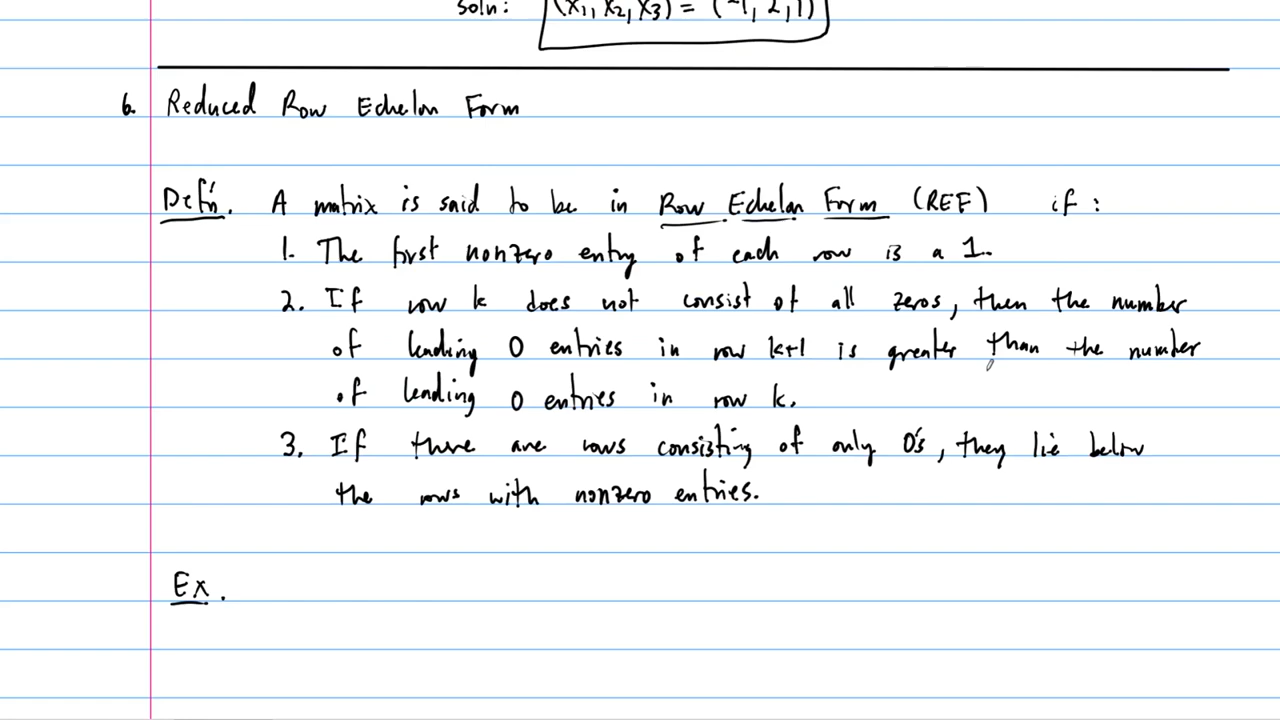 Soln: (x₁, x₂, x₃) = (-1, 2, 1)
6. Reduced Row Echelon Form
Def'n. A matrix is said to be in Row Echelon Form (REF) if :
1. The first nonzero entry of each row is a 1.
2. If row k does not consist of all zeros, then the number
of leading 0 entries in row k+1 is greater than the number
of leading 0 entries in row k.
3. If there are rows consisting of only 0's, they lie below
the rows with nonzero entries.
Ex.